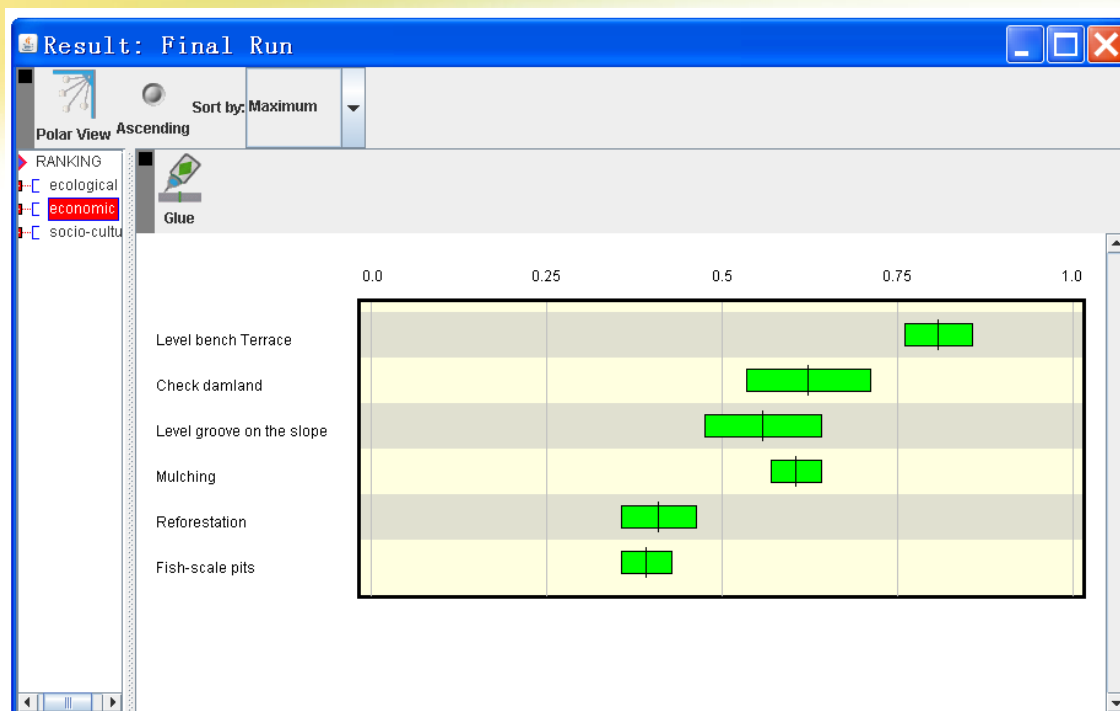 Result: Final Run
Polar View
Ascending
Sort by: Maximum
RANKING
ecological
economic
socio-cultu
Glue
0.0 0.25 0.5 0.75 1.0
Level bench Terrace
Check damland
Level groove on the slope
Mulching
Reforestation
Fish-scale pits